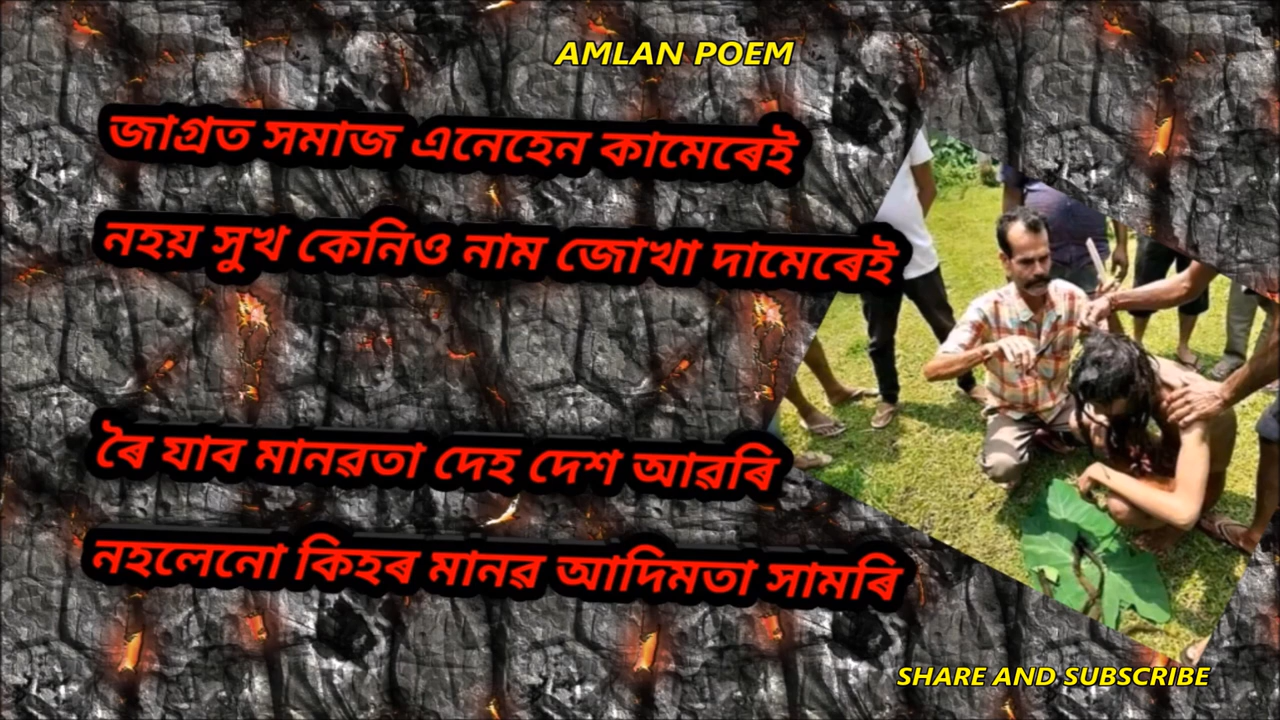 AMLAN POEM
জাগ্ৰত সমাজ এনেহেন কামেৰেই
নহয় সুখ কেনিও নাম জোখা দামেৰেই
ৰৈ যাব মানৱতা দেহ দেশ আৱৰি
নহলেনো কিহৰ মানৱ আদিমতা সামৰি
SHARE AND SUBSCRIBE